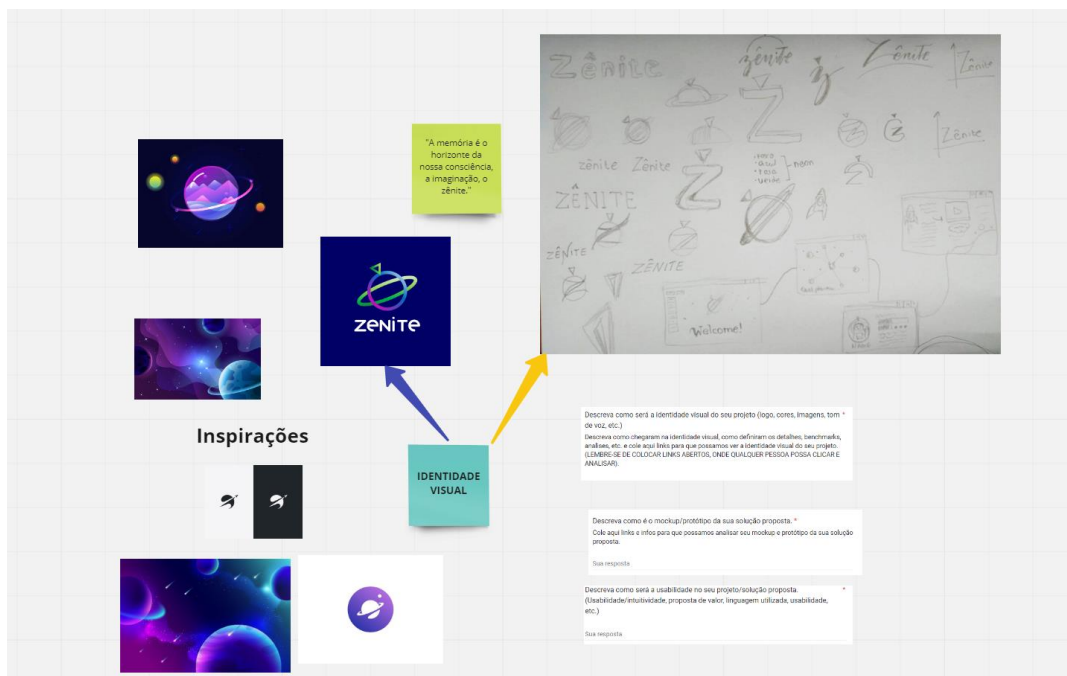 "A memória é o
horizonte da
nossa consciência,
a imaginação, o
zênite."
ZENITE
Inspirações
IDENTIDADE
VISUAL
Zênite
zênite
Z
Zênite
Zênite
Zênite
zênite
Zênite
Z
neon
ZÊNITE
ZÊNITE
ZÊNITE
Welcome!
Descreva como será a identidade visual do seu projeto (logo, cores, imagens, tom *
de voz, etc.)
Descreva como chegaram na identidade visual, como definiram os detalhes, benchmarks,
analises, etc. e cole aqui links para que possamos ver a identidade visual do seu projeto.
(LEMBRE-SE DE COLOCAR LINKS ABERTOS, ONDE QUALQUER PESSOA POSSA CLICAR E
ANALISAR).
Descreva como é o mockup/protótipo da sua solução proposta. *
Cole aqui links e infos para que possamos analisar seu mockup e protótipo da sua solução
proposta.
Sua resposta
Descreva como será a usabilidade no seu projeto/solução proposta. *
(Usabilidade/intuitividade, proposta de valor, linguagem utilizada, usabilidade,
etc.)
Sua resposta